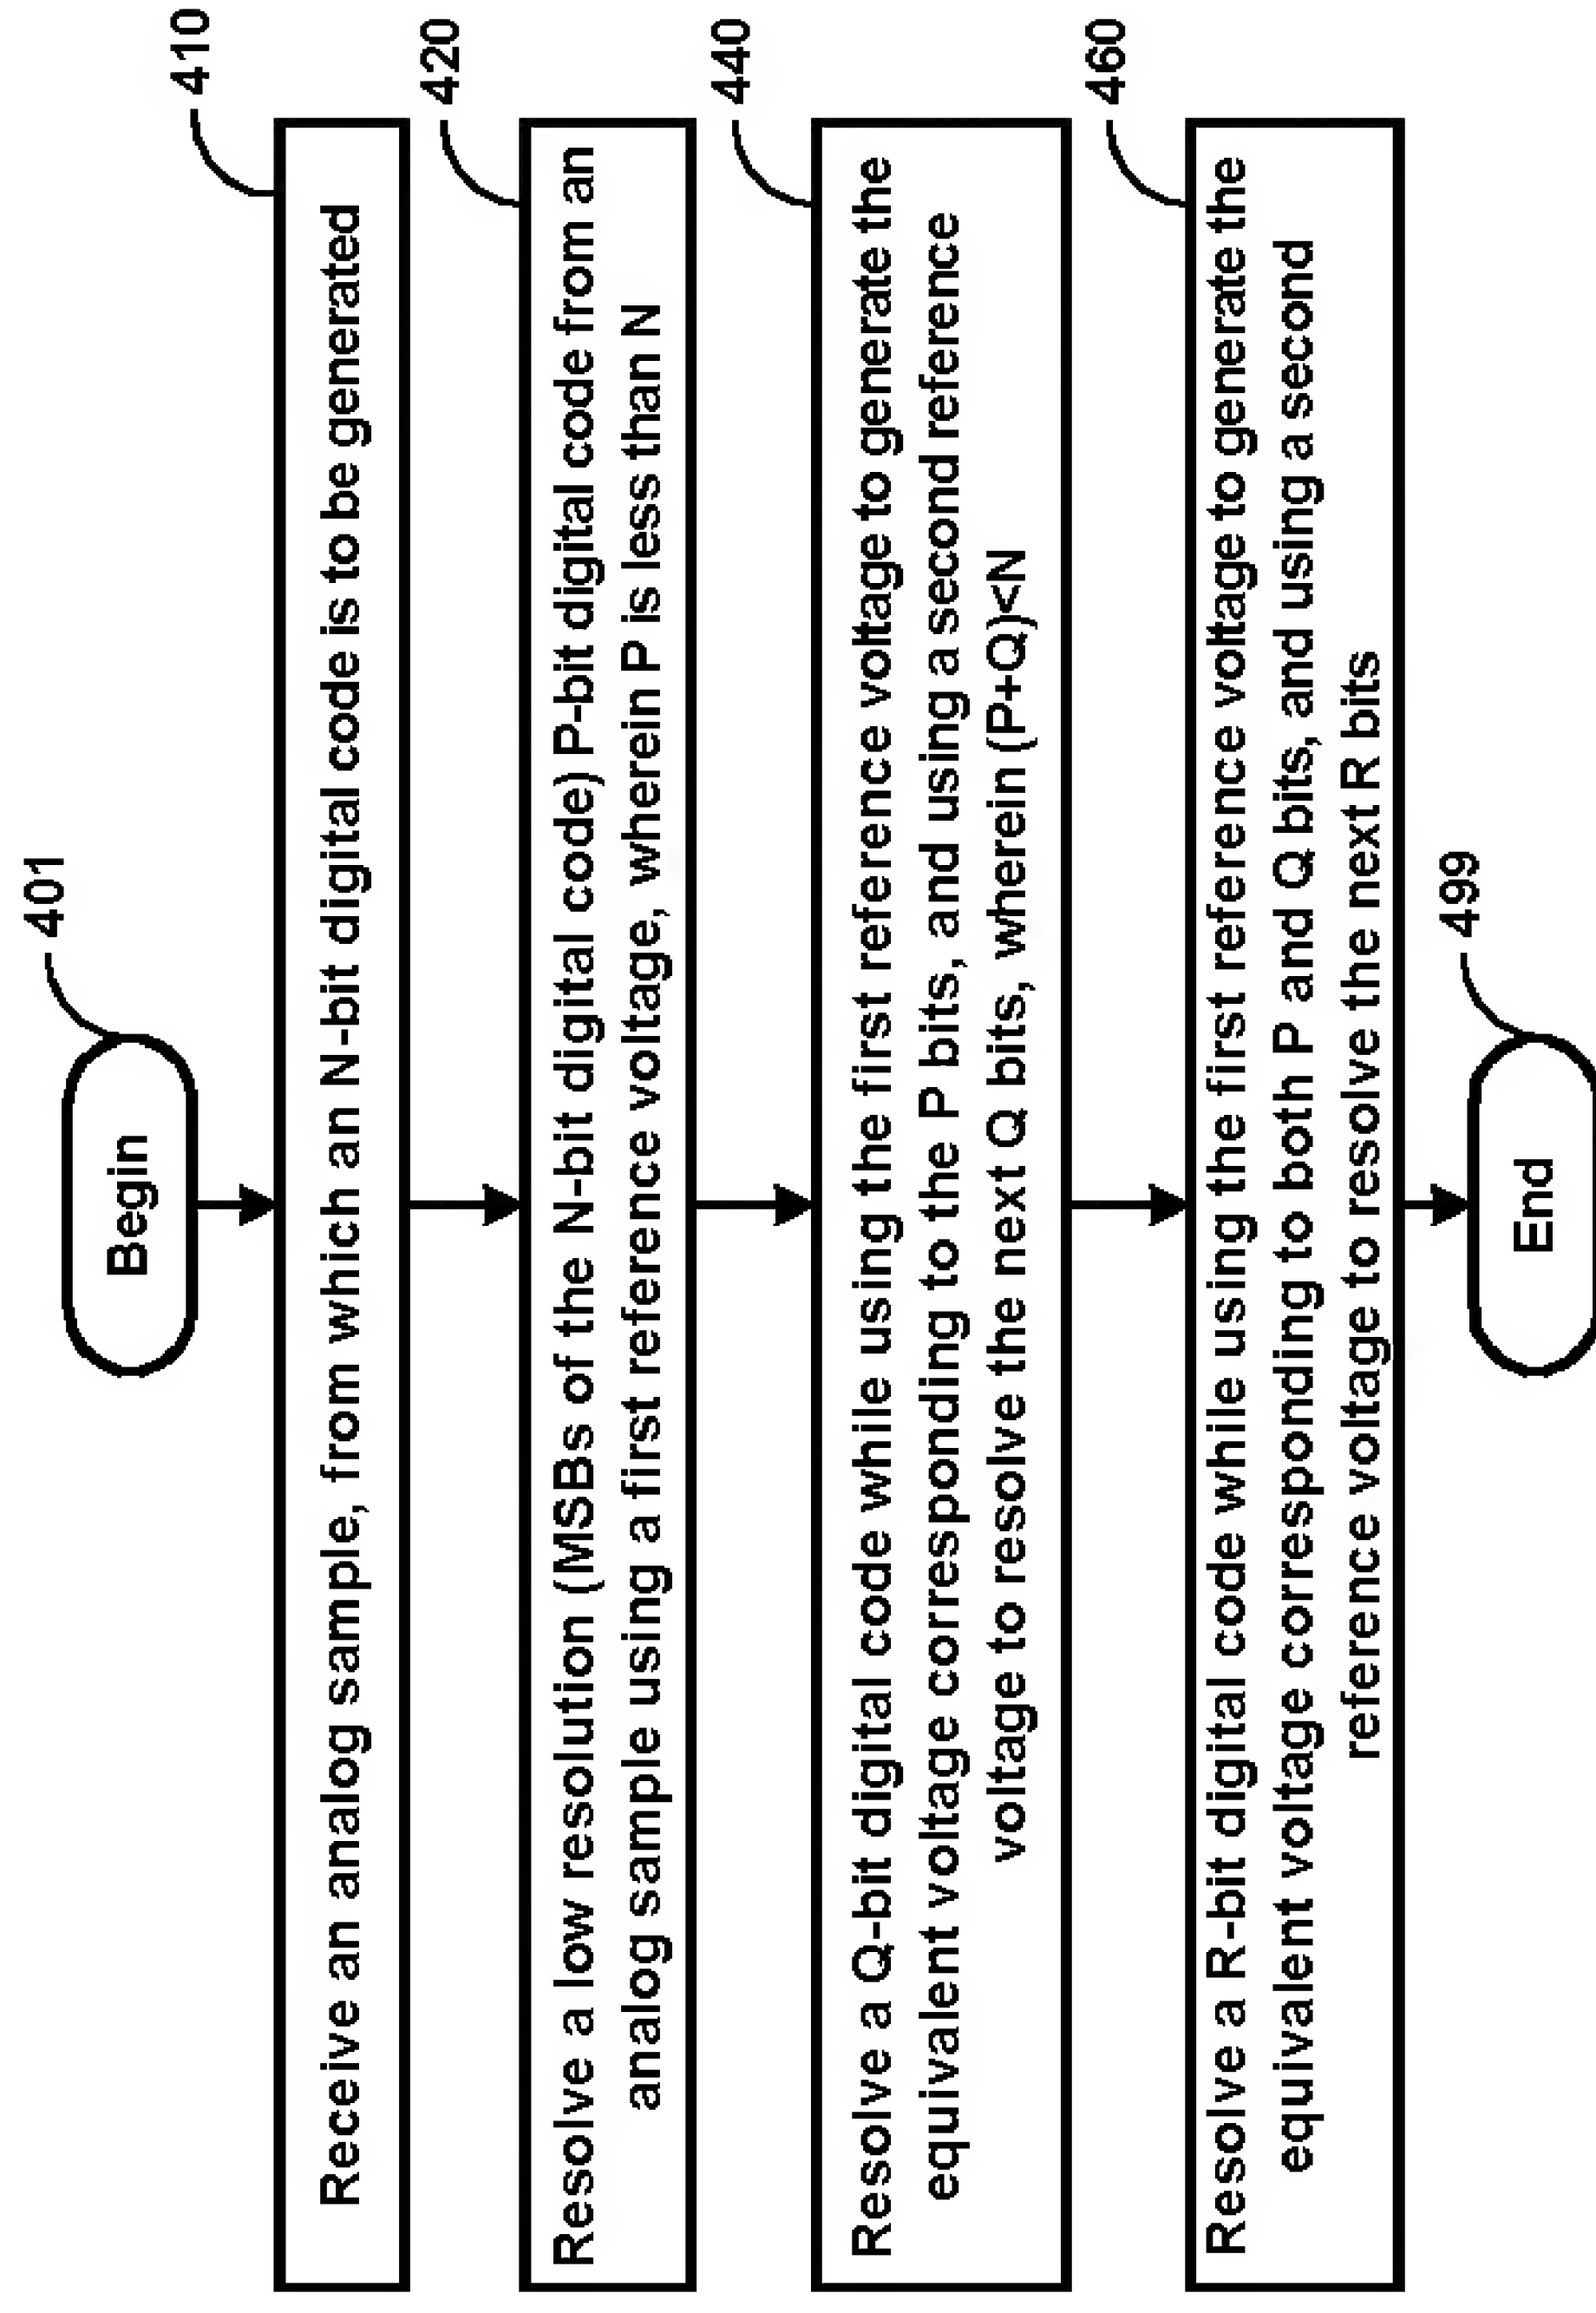 401
Begin
410
Receive an analog sample, from which an N-bit digital code is to be generated
420
Resolve a low resolution (MSBs of the N-bit digital code) P-bit digital code from an
analog sample using a first reference voltage, wherein P is less than N
440
Resolve a Q-bit digital code while using the first reference voltage to generate the
equivalent voltage corresponding to the P bits, and using a second reference
voltage to resolve the next Q bits, wherein (P+Q)<N
460
Resolve a R-bit digital code while using the first reference voltage to generate the
equivalent voltage corresponding to both P and Q bits, and using a second
reference voltage to resolve the next R bits
499
End